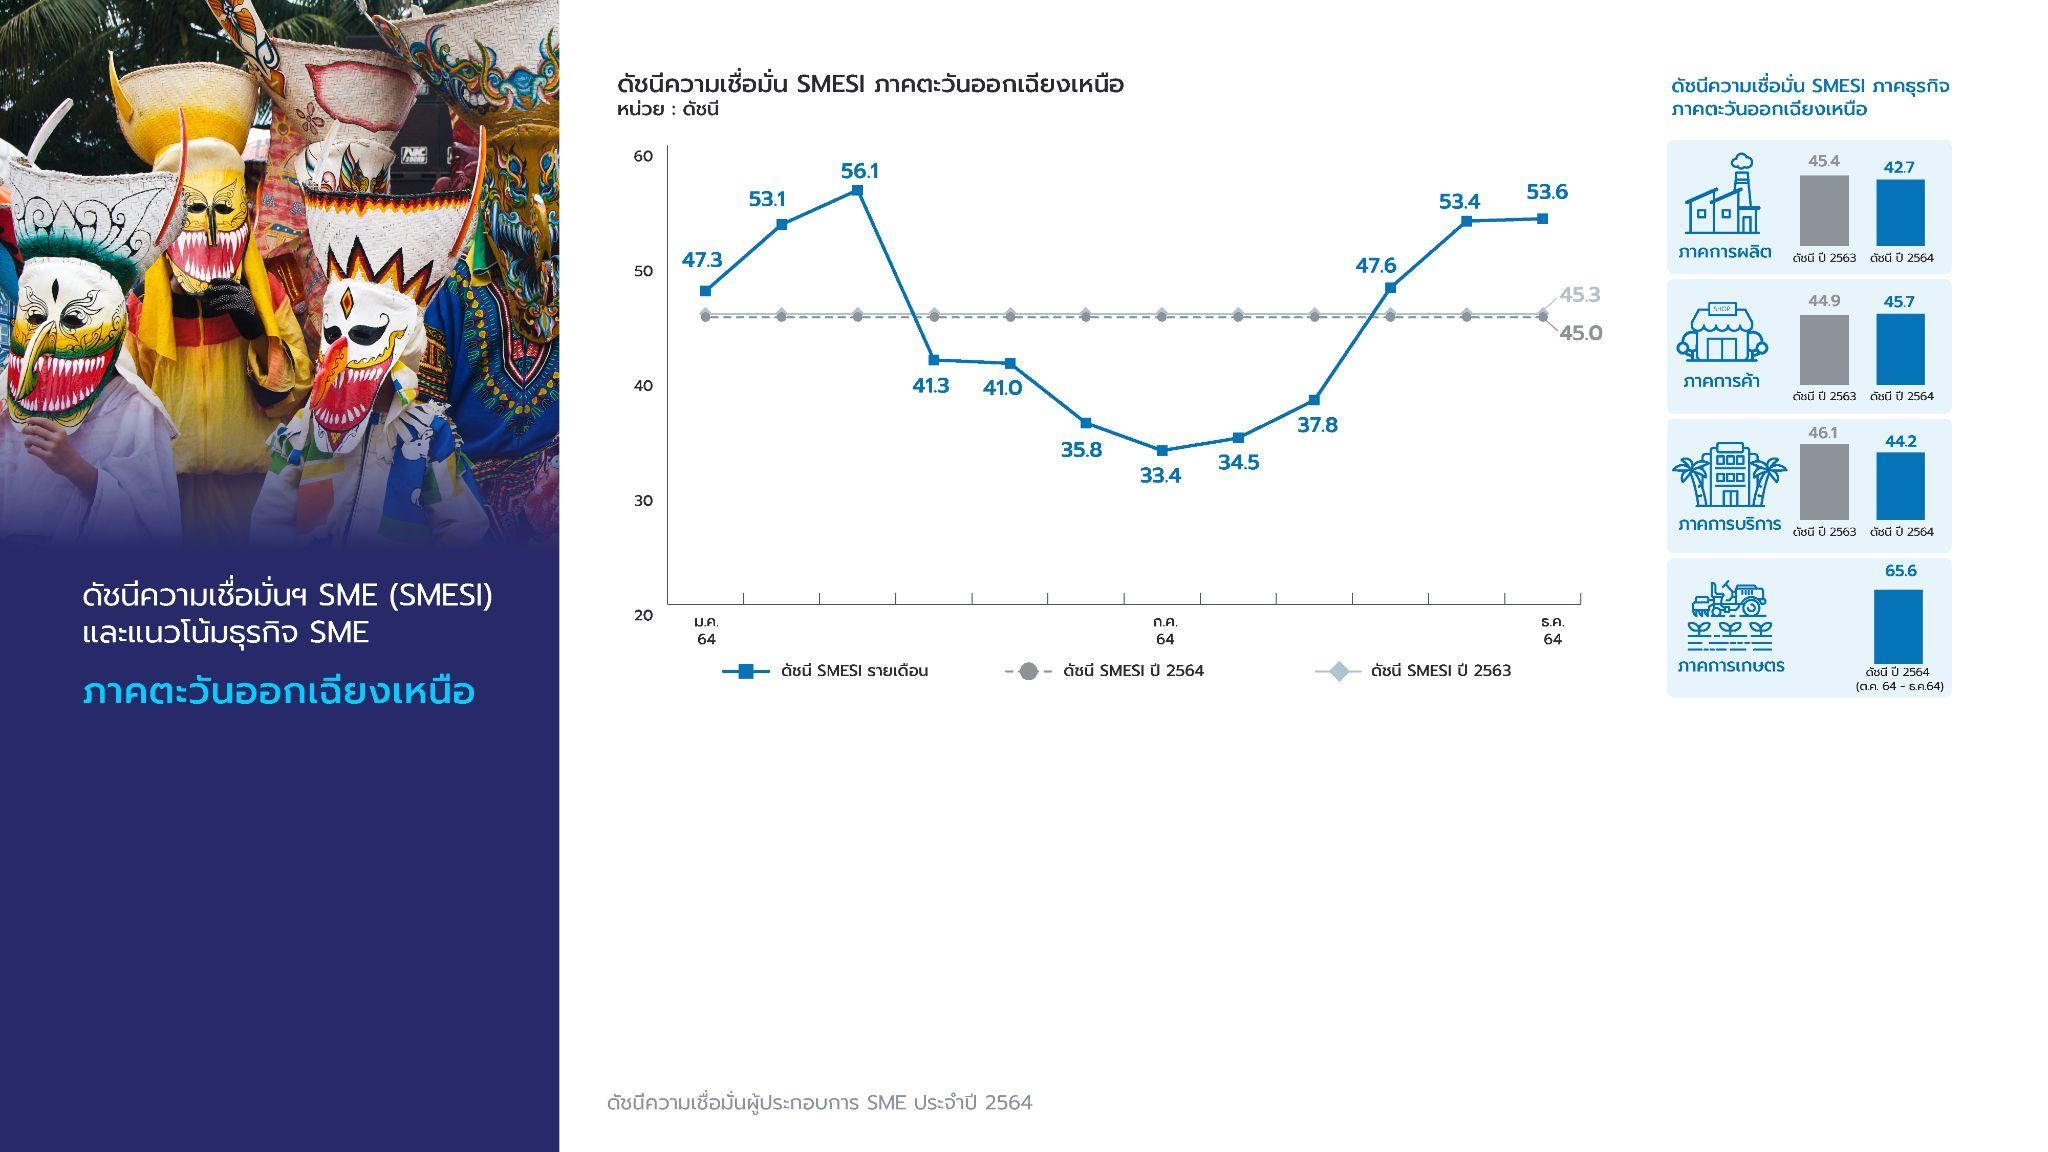 ดัชนีความเชื่อมั่นฯ SME (SMESI)
และแนวโน้มธุรกิจ SME
ภาคตะวันออกเฉียงเหนือ
ดัชนีความเชื่อมั่น SMESI ภาคตะวันออกเฉียงเหนือ
หน่วย : ดัชนี
60
50
40
30
20
47.3
53.1
56.1
41.3
41.0
35.8
33.4
34.5
37.8
47.6
53.4
53.6
45.3
45.0
ม.ค.
64
ก.ค.
64
ธ.ค.
64
ดัชนี SMESI รายเดือน
ดัชนี SMESI ปี 2564
ดัชนี SMESI ปี 2563
ดัชนีความเชื่อมั่น SMESI ภาคธุรกิจ
ภาคตะวันออกเฉียงเหนือ
45.4
42.7
ภาคการผลิต
ดัชนี ปี 2563
ดัชนี ปี 2564
SHOP
44.9
45.7
ภาคการค้า
ดัชนี ปี 2563
ดัชนี ปี 2564
46.1
44.2
ภาคการบริการ
ดัชนี ปี 2563
ดัชนี ปี 2564
65.6
ภาคการเกษตร
ดัชนี ปี 2564
(ต.ค. 64 - ธ.ค.64)
ดัชนีความเชื่อมั่นผู้ประกอบการ SME ประจำปี 2564